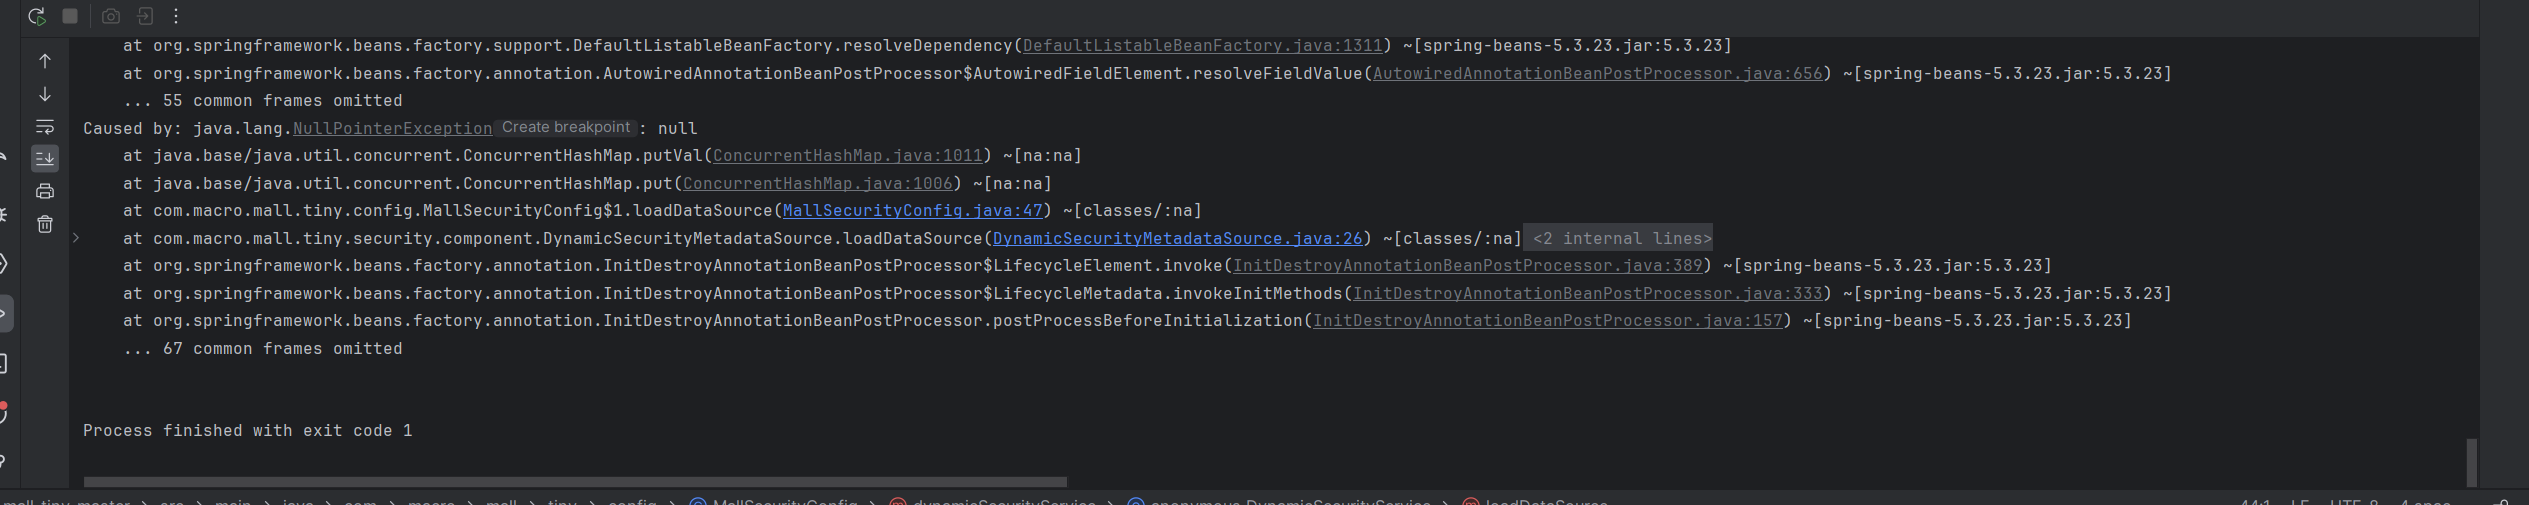 at org.springframework.beans.factory.support.DefaultListableBeanFactory.resolveDependency(DefaultListableBeanFactory.java:1311) ~[spring-beans-5.3.23.jar:5.3.23]
at org.springframework.beans.factory.annotation.AutowiredAnnotationBeanPostProcessor$AutowiredFieldElement.resolveFieldValue(AutowiredAnnotationBeanPostProcessor.java:656) ~[spring-beans-5.3.23.jar:5.3.23]
... 55 common frames omitted
Caused by: java.lang.NullPointerException Create breakpoint : null
at java.base/java.util.concurrent.ConcurrentHashMap.putVal(ConcurrentHashMap.java:1011) ~[na:na]
at java.base/java.util.concurrent.ConcurrentHashMap.put(ConcurrentHashMap.java:1006) ~[na:na]
at com.macro.mall.tiny.config.MallSecurityConfig$1.loadDataSource(MallSecurityConfig.java:47) ~[classes/:na]
at com.macro.mall.tiny.security.component.DynamicSecurityMetadataSource.loadDataSource(DynamicSecurityMetadataSource.java:26) ~[classes/:na] <2 internal lines>
at org.springframework.beans.factory.annotation.InitDestroyAnnotationBeanPostProcessor$LifecycleElement.invoke(InitDestroyAnnotationBeanPostProcessor.java:389) ~[spring-beans-5.3.23.jar:5.3.23]
at org.springframework.beans.factory.annotation.InitDestroyAnnotationBeanPostProcessor$LifecycleMetadata.invokeInitMethods(InitDestroyAnnotationBeanPostProcessor.java:333) ~[spring-beans-5.3.23.jar:5.3.23]
at org.springframework.beans.factory.annotation.InitDestroyAnnotationBeanPostProcessor.postProcessBeforeInitialization(InitDestroyAnnotationBeanPostProcessor.java:157) ~[spring-beans-5.3.23.jar:5.3.23]
... 67 common frames omitted
Process finished with exit code 1
mall-tiny-master > src > main > java > com > macro > mall > tiny > config > MallSecurityConfig > dynamicSecurityService > anonymous DynamicSecurityService > loadDataSource 44:1 LF UTF-8